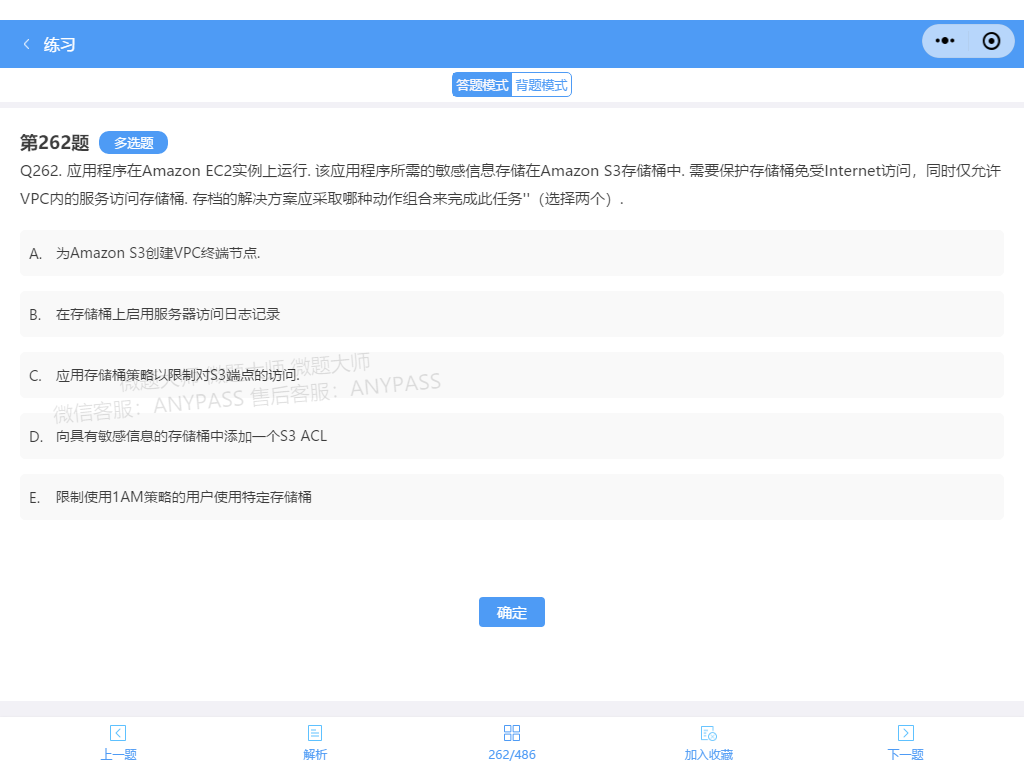 练习
答题模式 背题模式
第262题 多选题
Q262. 应用程序在Amazon EC2实例上运行. 该应用程序所需的敏感信息存储在Amazon S3存储桶中. 需要保护存储桶免受Internet访问，同时仅允许
VPC内的服务访问存储桶. 存档的解决方案应采取哪种动作组合来完成此任务''（选择两个）.
A. 为Amazon S3创建VPC终端节点.
B. 在存储桶上启用服务器访问日志记录
C. 应用存储桶策略以限制对S3端点的访问.
微题大师 微题大师 微题大师
微信客服：ANYPASS 售后客服：ANYPASS
D. 向具有敏感信息的存储桶中添加一个S3 ACL
E. 限制使用1AM策略的用户使用特定存储桶
确定
上一题 解析 262/486 加入收藏 下一题